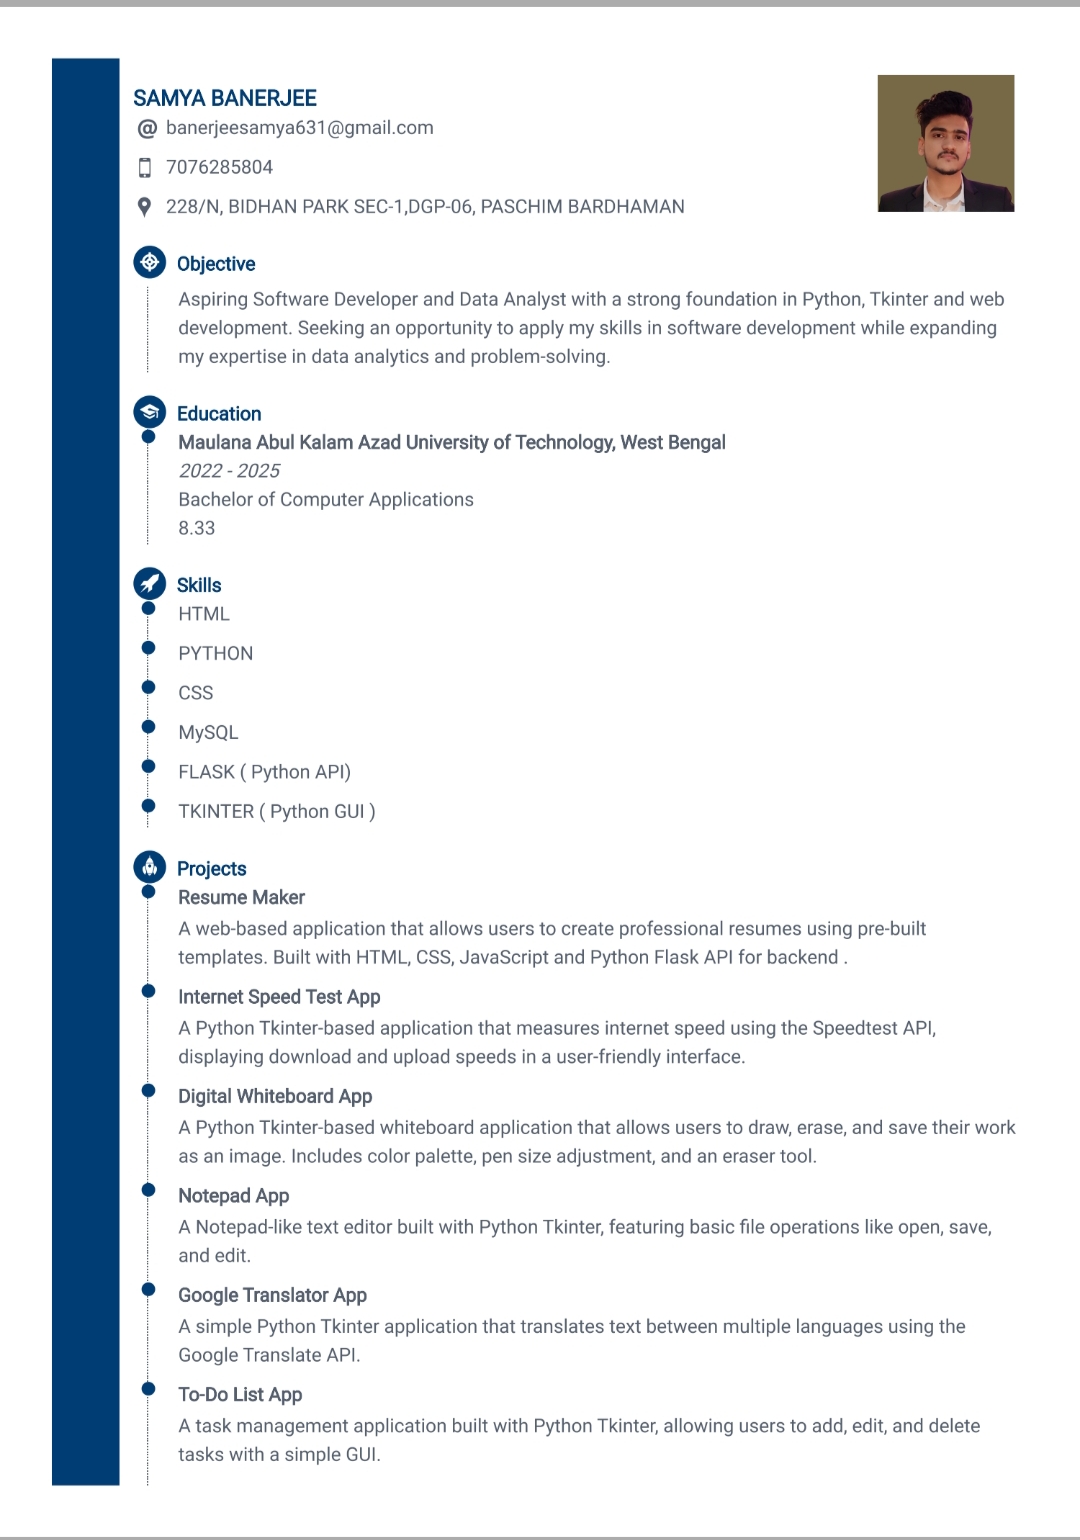 SAMYA BANERJEE
@ banerjeesamya631@gmail.com
7076285804
228/N, BIDHAN PARK SEC-1,DGP-06, PASCHIM BARDHAMAN
Objective
Aspiring Software Developer and Data Analyst with a strong foundation in Python, Tkinter and web
development. Seeking an opportunity to apply my skills in software development while expanding
my expertise in data analytics and problem-solving.
Education
Maulana Abul Kalam Azad University of Technology, West Bengal
2022 - 2025
Bachelor of Computer Applications
8.33
Skills
HTML
PYTHON
CSS
MySQL
FLASK ( Python API)
TKINTER ( Python GUI )
Projects
Resume Maker
A web-based application that allows users to create professional resumes using pre-built
templates. Built with HTML, CSS, JavaScript and Python Flask API for backend .
Internet Speed Test App
A Python Tkinter-based application that measures internet speed using the Speedtest API,
displaying download and upload speeds in a user-friendly interface.
Digital Whiteboard App
A Python Tkinter-based whiteboard application that allows users to draw, erase, and save their work
as an image. Includes color palette, pen size adjustment, and an eraser tool.
Notepad App
A Notepad-like text editor built with Python Tkinter, featuring basic file operations like open, save,
and edit.
Google Translator App
A simple Python Tkinter application that translates text between multiple languages using the
Google Translate API.
To-Do List App
A task management application built with Python Tkinter, allowing users to add, edit, and delete
tasks with a simple GUI.